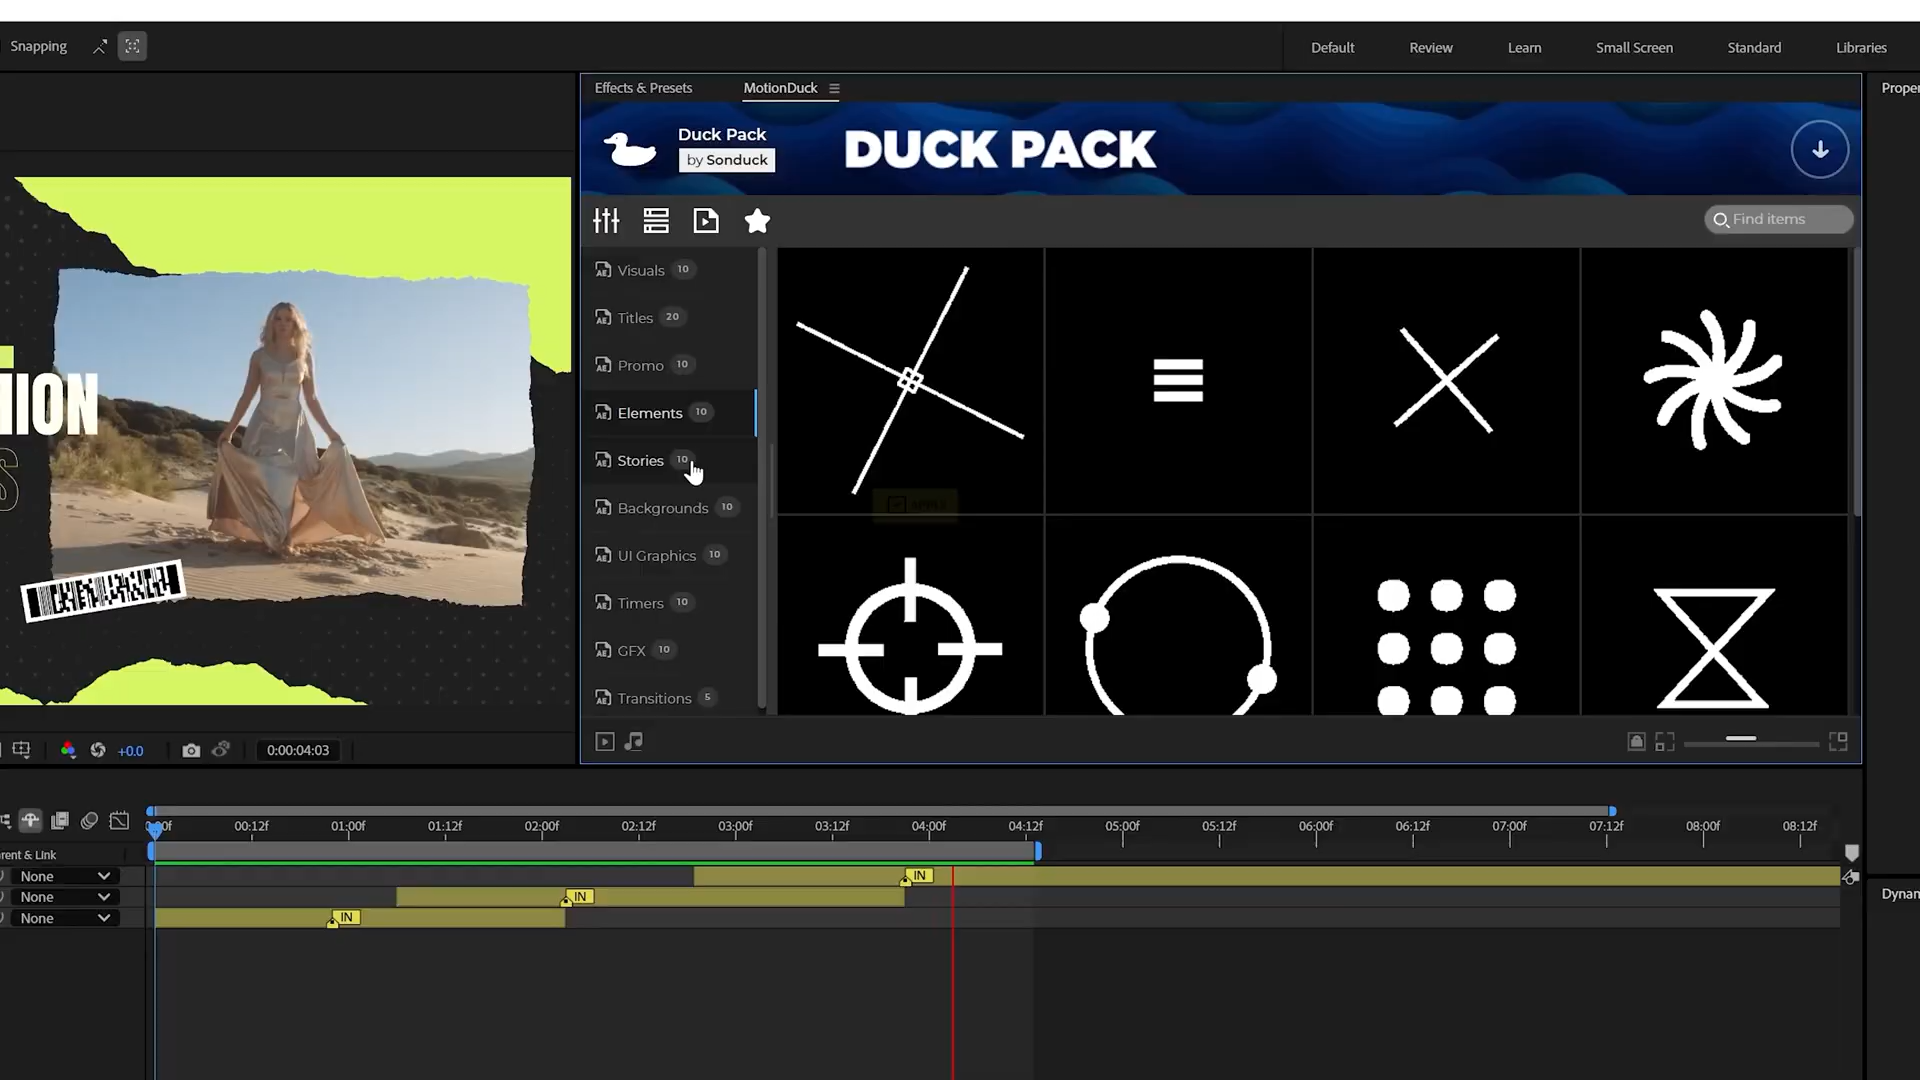 Snapping
Default
Review
Learn
Small Screen
Standard
Libraries
Effects & Presets
MotionDuck
Duck Pack
by Sonduck
DUCK PACK
Find items
Visuals 10
Titles 20
Promo 10
Elements 10
Stories 10
Backgrounds 10
UI Graphics 10
Timers 10
GFX 10
Transitions 5
APPLY
HION
S
+0.0
0:00:04:03
00:12f
01:00f
01:12f
02:00f
02:12f
03:00f
03:12f
04:00f
04:12f
05:00f
05:12f
06:00f
06:12f
07:00f
07:12f
08:00f
08:12f
rent & Link
None
IN
None
IN
None
IN
Proper
Dynan